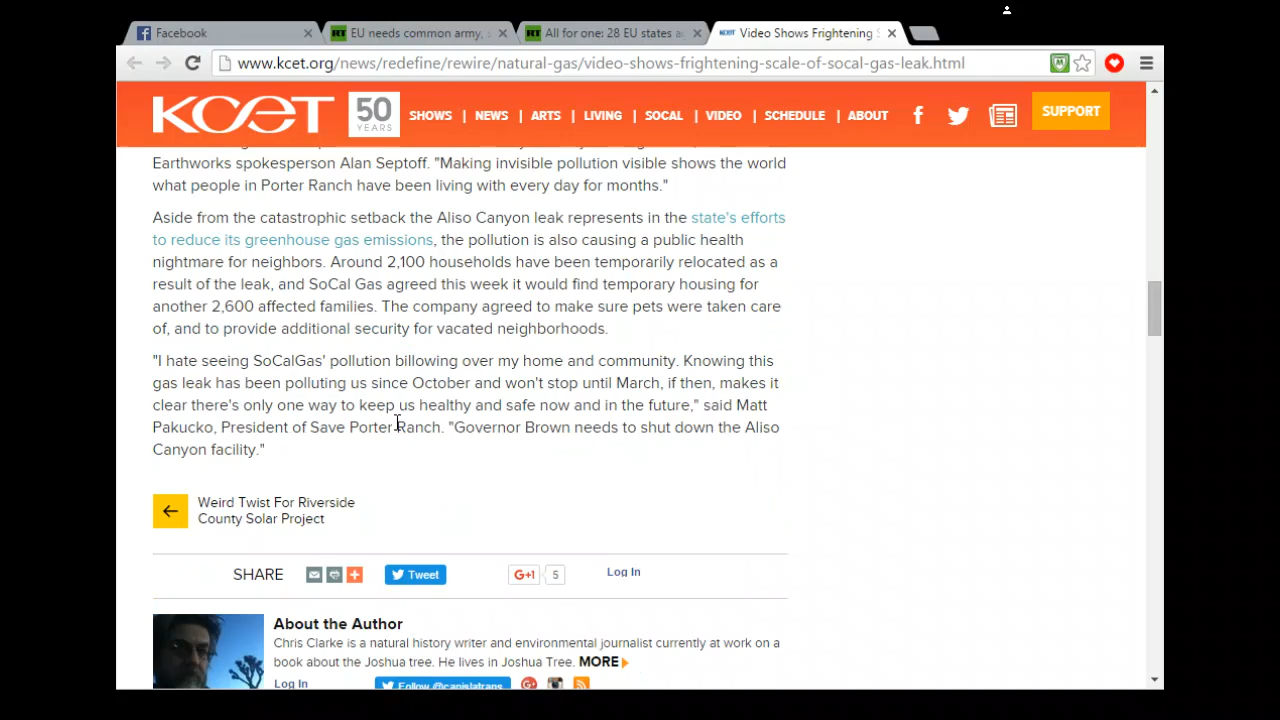 Facebook
EU needs common army, s
All for one: 28 EU states a
Video Shows Frightening S
www.kcet.org/news/redefine/rewire/natural-gas/video-shows-frightening-scale-of-socal-gas-leak.html
KCET
50
YEARS
SHOWS | NEWS | ARTS | LIVING | SOCAL | VIDEO | SCHEDULE | ABOUT
SUPPORT
Earthworks spokesperson Alan Septoff. "Making invisible pollution visible shows the world
what people in Porter Ranch have been living with every day for months."
Aside from the catastrophic setback the Aliso Canyon leak represents in the state's efforts
to reduce its greenhouse gas emissions, the pollution is also causing a public health
nightmare for neighbors. Around 2,100 households have been temporarily relocated as a
result of the leak, and SoCal Gas agreed this week it would find temporary housing for
another 2,600 affected families. The company agreed to make sure pets were taken care
of, and to provide additional security for vacated neighborhoods.
"I hate seeing SoCalGas' pollution billowing over my home and community. Knowing this
gas leak has been polluting us since October and won't stop until March, if then, makes it
clear there's only one way to keep us healthy and safe now and in the future," said Matt
Pakucko, President of Save Porter Ranch. "Governor Brown needs to shut down the Aliso
Canyon facility."
Weird Twist For Riverside
County Solar Project
SHARE
Tweet
G+1
5
Log In
About the Author
Chris Clarke is a natural history writer and environmental journalist currently at work on a
book about the Joshua tree. He lives in Joshua Tree. MORE
Log In
Follow @canislatrans